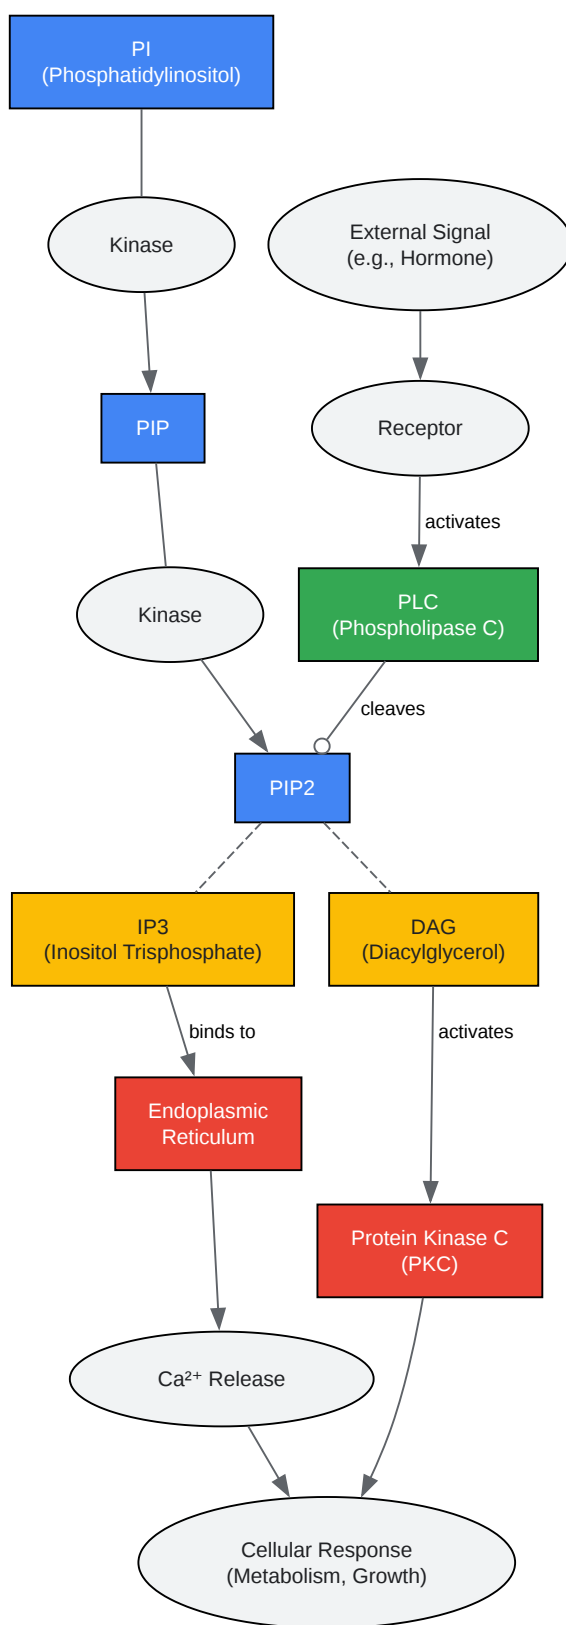 PI
(Phosphatidylinositol)
Kinase
External Signal
(e.g., Hormone)
PIP
Receptor
activates
Kinase
PLC
(Phospholipase C)
cleaves
PIP2
IP3
(Inositol Trisphosphate)
DAG
(Diacylglycerol)
binds to
activates
Endoplasmic
Reticulum
Protein Kinase C
(PKC)
Ca²⁺ Release
Cellular Response
(Metabolism, Growth)